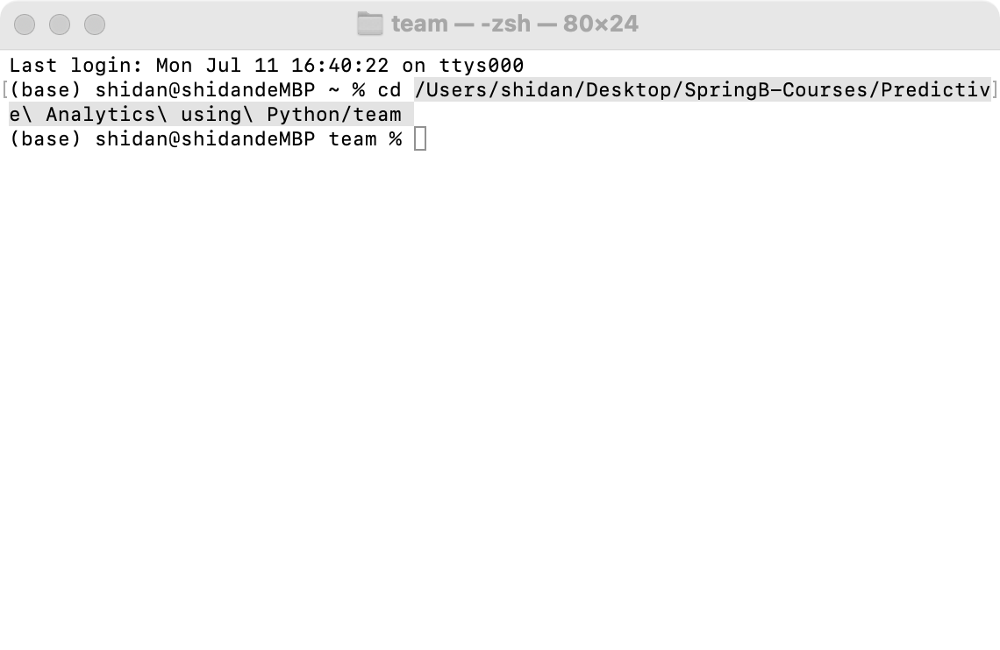 team — -zsh — 80×24
Last login: Mon Jul 11 16:40:22 on ttys000
[(base) shidan@shidandeMBP ~ % cd /Users/shidan/Desktop/SpringB-Courses/Predictiv]
e\ Analytics\ using\ Python/team
(base) shidan@shidandeMBP team %